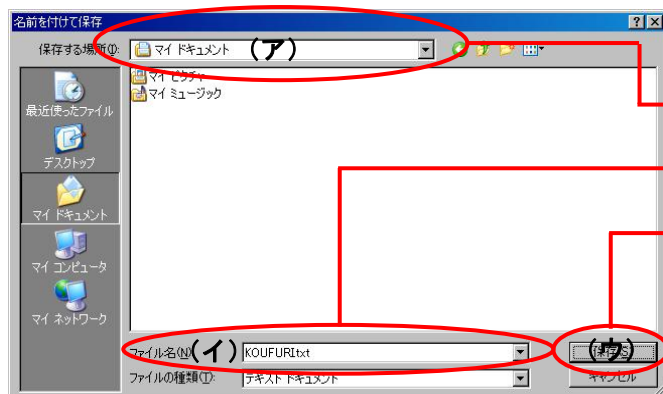 名前を付けて保存
保存する場所(I):
マイ ドキュメント
(ア)
マイ ピクチャ
マイ ミュージック
最近使ったファイル
デスクトップ
マイ ドキュメント
マイ コンピュータ
マイ ネットワーク
ファイル名(N)
(イ)
KOUFURItxt
(ウ)
ファイルの種類(T):
テキスト ドキュメント
キャンセル